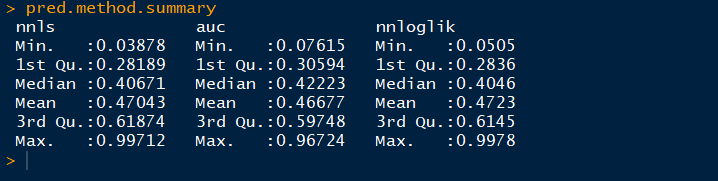 > pred.method.summary
nnls auc nnloglik
Min. :0.03878 Min. :0.07615 Min. :0.0505
1st Qu.:0.28189 1st Qu.:0.30594 1st Qu.:0.2836
Median :0.40671 Median :0.42223 Median :0.4046
Mean :0.47043 Mean :0.46677 Mean :0.4723
3rd Qu.:0.61874 3rd Qu.:0.59748 3rd Qu.:0.6145
Max. :0.99712 Max. :0.96724 Max. :0.9978
>